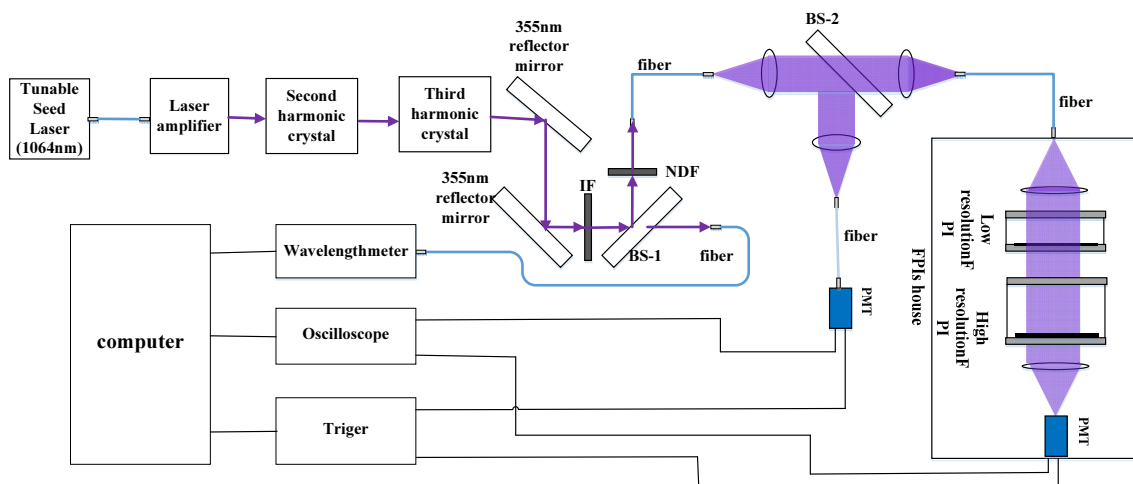 Tunable
Seed
Laser
(1064nm)
Laser
amplifier
Second
harmonic
crystal
Third
harmonic
crystal
355nm
reflector
mirror
fiber
BS-2
fiber
355nm
reflector
mirror
IF
NDF
BS-1
fiber
fiber
PMT
computer
Wavelengthmeter
Oscilloscope
Triger
FPIs house
Low
resolutionF
PI
High
resolutionF
PI
PMT